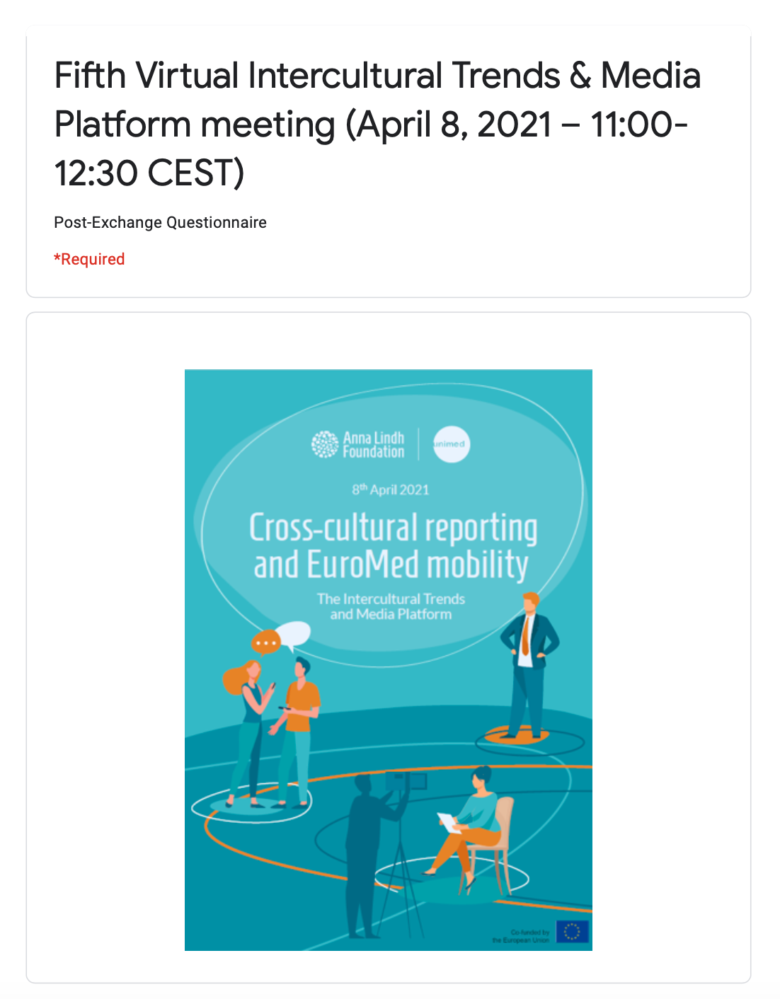 Fifth Virtual Intercultural Trends & Media
Platform meeting (April 8, 2021 – 11:00-
12:30 CEST)
Post-Exchange Questionnaire
*Required
Anna Lindh
Foundation
unimed
8th April 2021
Cross-cultural reporting
and EuroMed mobility
The Intercultural Trends
and Media Platform
Co-funded by
the European Union